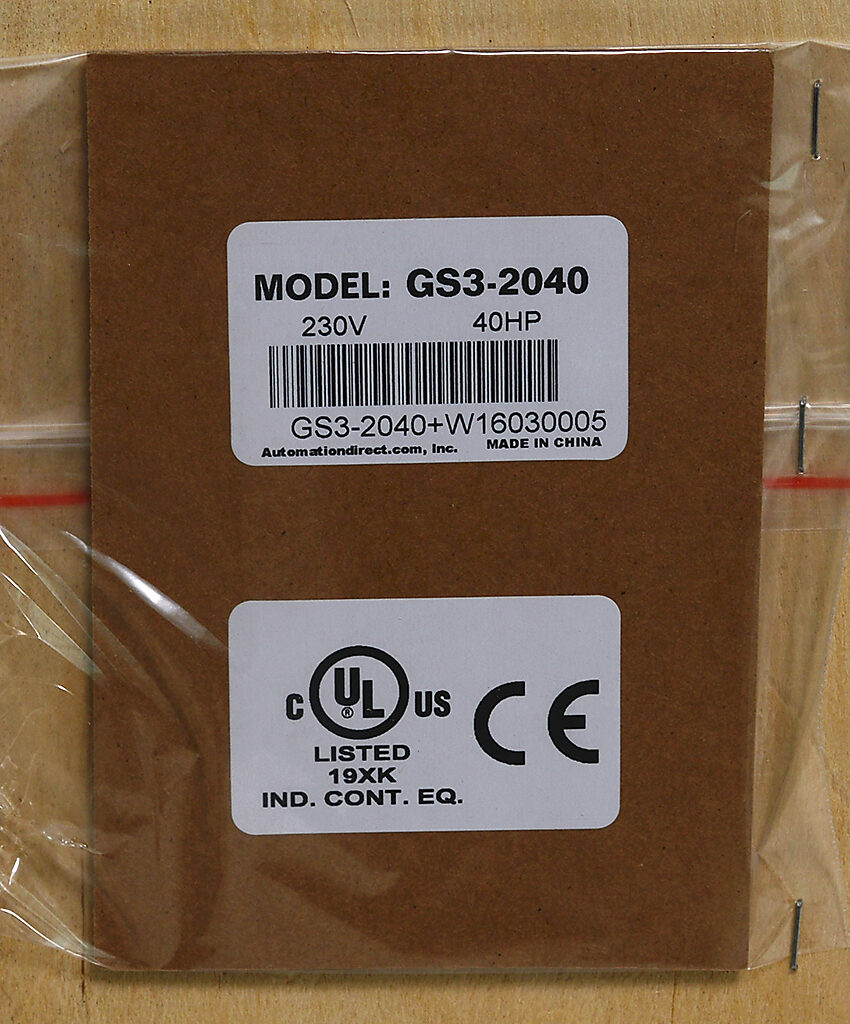 MODEL: GS3-2040
230V 40HP
GS3-2040+W16030005
Automationdirect.com, Inc. MADE IN CHINA
C UL ® US CE
LISTED
19XK
IND. CONT. EQ.